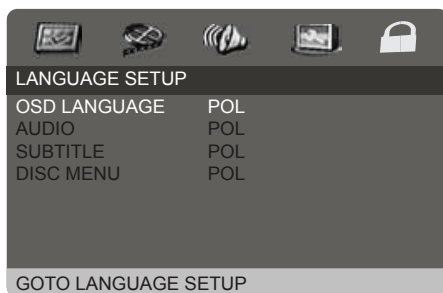 LANGUAGE SETUP
OSD LANGUAGE POL
AUDIO POL
SUBTITLE POL
DISC MENU POL
GOTO LANGUAGE SETUP